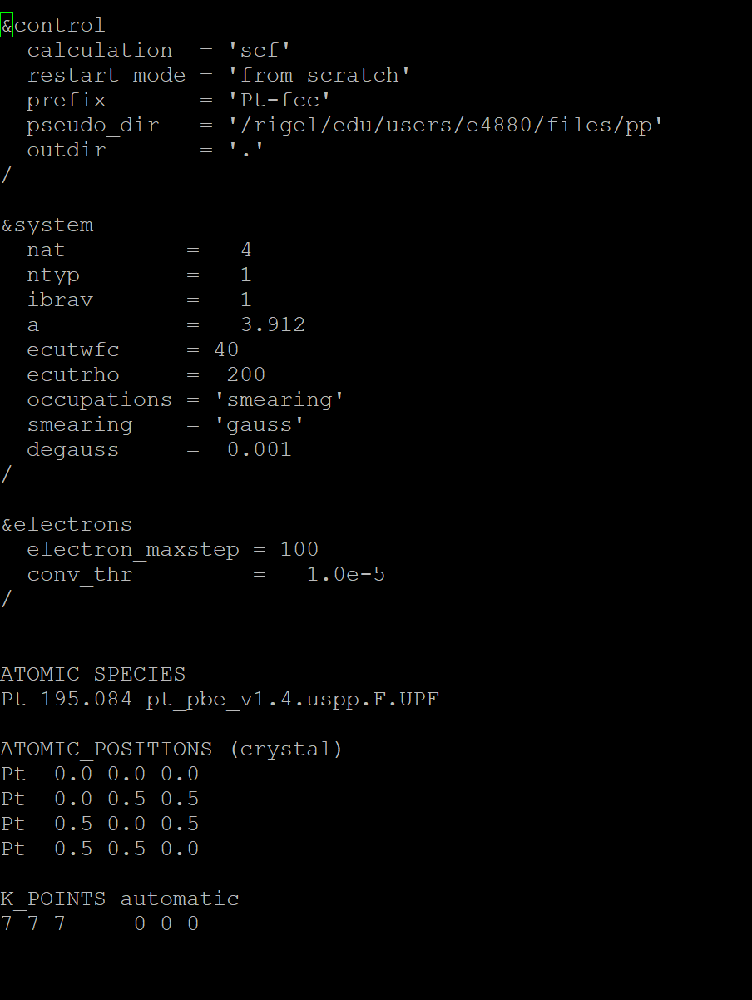 &control
  calculation  = 'scf'
  restart_mode = 'from_scratch'
  prefix       = 'Pt-fcc'
  pseudo_dir   = '/rigel/edu/users/e4880/files/pp'
  outdir       = '.'
/
&system
  nat         =   4
  ntyp        =   1
  ibrav       =   1
  a           =   3.912
  ecutwfc     = 40
  ecutrho     =  200
  occupations = 'smearing'
  smearing    = 'gauss'
  degauss     =  0.001
/
&electrons
  electron_maxstep = 100
  conv_thr         =   1.0e-5
/
ATOMIC_SPECIES
Pt 195.084 pt_pbe_v1.4.uspp.F.UPF
ATOMIC_POSITIONS (crystal)
Pt  0.0 0.0 0.0
Pt  0.0 0.5 0.5
Pt  0.5 0.0 0.5
Pt  0.5 0.5 0.0
K_POINTS automatic
7 7 7     0 0 0